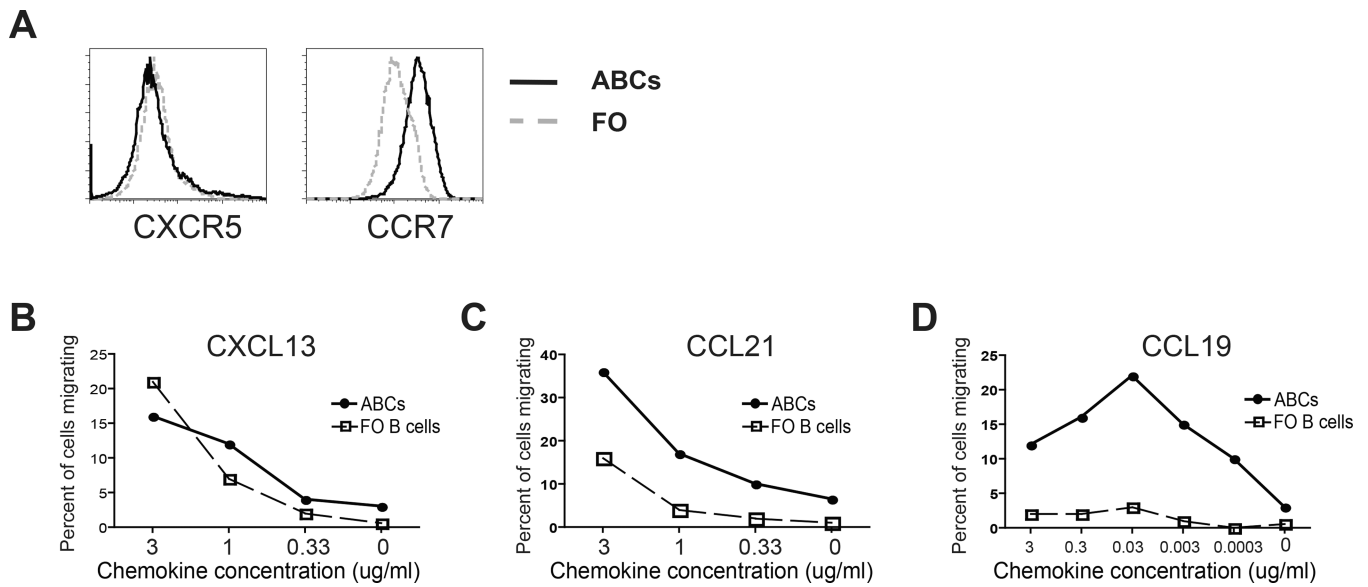 A
CXCR5
CCR7
ABCs
FO
B
CXCL13
Percent of cells migrating
25
20
15
10
5
0
ABCs
FO B cells
3 1 0.33 0
Chemokine concentration (ug/ml)
C
CCL21
Percent of cells migrating
40
30
20
10
0
ABCs
FO B cells
3 1 0.33 0
Chemokine concentration (ug/ml)
D
CCL19
Percent of cells migrating
25
20
15
10
5
0
ABCs
FO B cells
3 0.3 0.03 0.003 0.0003 0
Chemokine concentration (ug/ml)